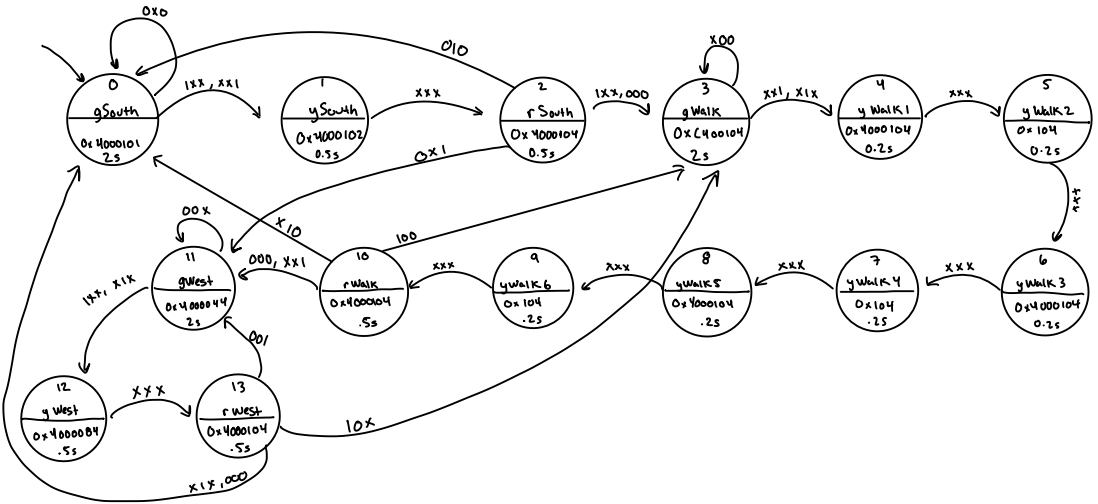 0x0
0
gSouth
0x4000101
2s
1xx, xx1
1
ySouth
0x4000102
0.5s
xxx
010
2
rSouth
0x4000104
0.5s
0x1
1xx,000
x00
3
gWalk
0xC400104
2s
xx1, x1x
4
yWalk1
0x4000104
0.2s
xxx
5
yWalk2
0x104
0.2s
xxx
6
yWalk3
0x4000104
0.2s
xxx
7
yWalk4
0x104
.2s
xxx
8
yWalk5
0x4000104
.2s
xxx
9
yWalk6
0x104
.2s
xxx
10
rWalk
0x4000104
.5s
x10
100
000, xx1
00x
11
gWest
0x4000044
2s
1xx, x1x
001
12
yWest
0x4000084
.5s
xxx
13
rWest
0x4000104
.5s
10x
x1x,000